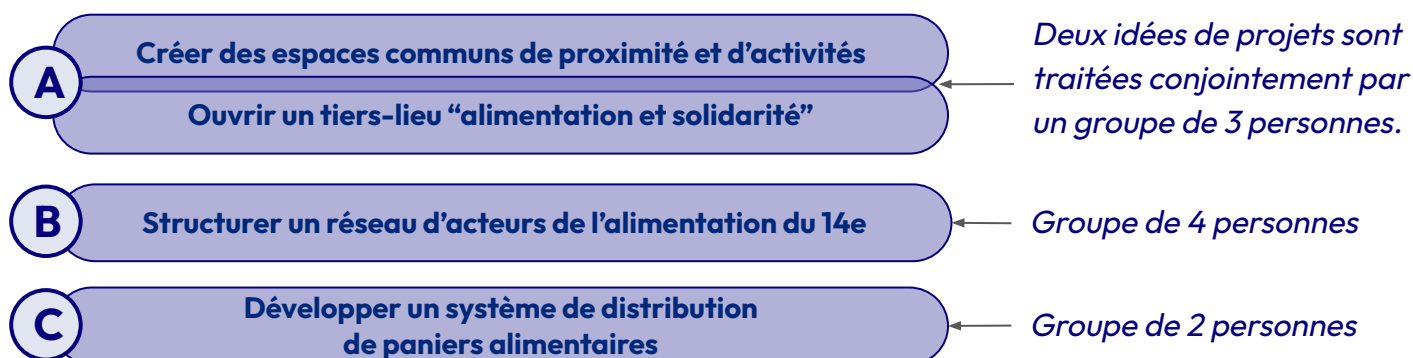 A
Créer des espaces communs de proximité et d’activités
Ouvrir un tiers-lieu “alimentation et solidarité”
Deux idées de projets sont
traitées conjointement par
un groupe de 3 personnes.
B
Structurer un réseau d’acteurs de l’alimentation du 14e
Groupe de 4 personnes
C
Développer un système de distribution
de paniers alimentaires
Groupe de 2 personnes